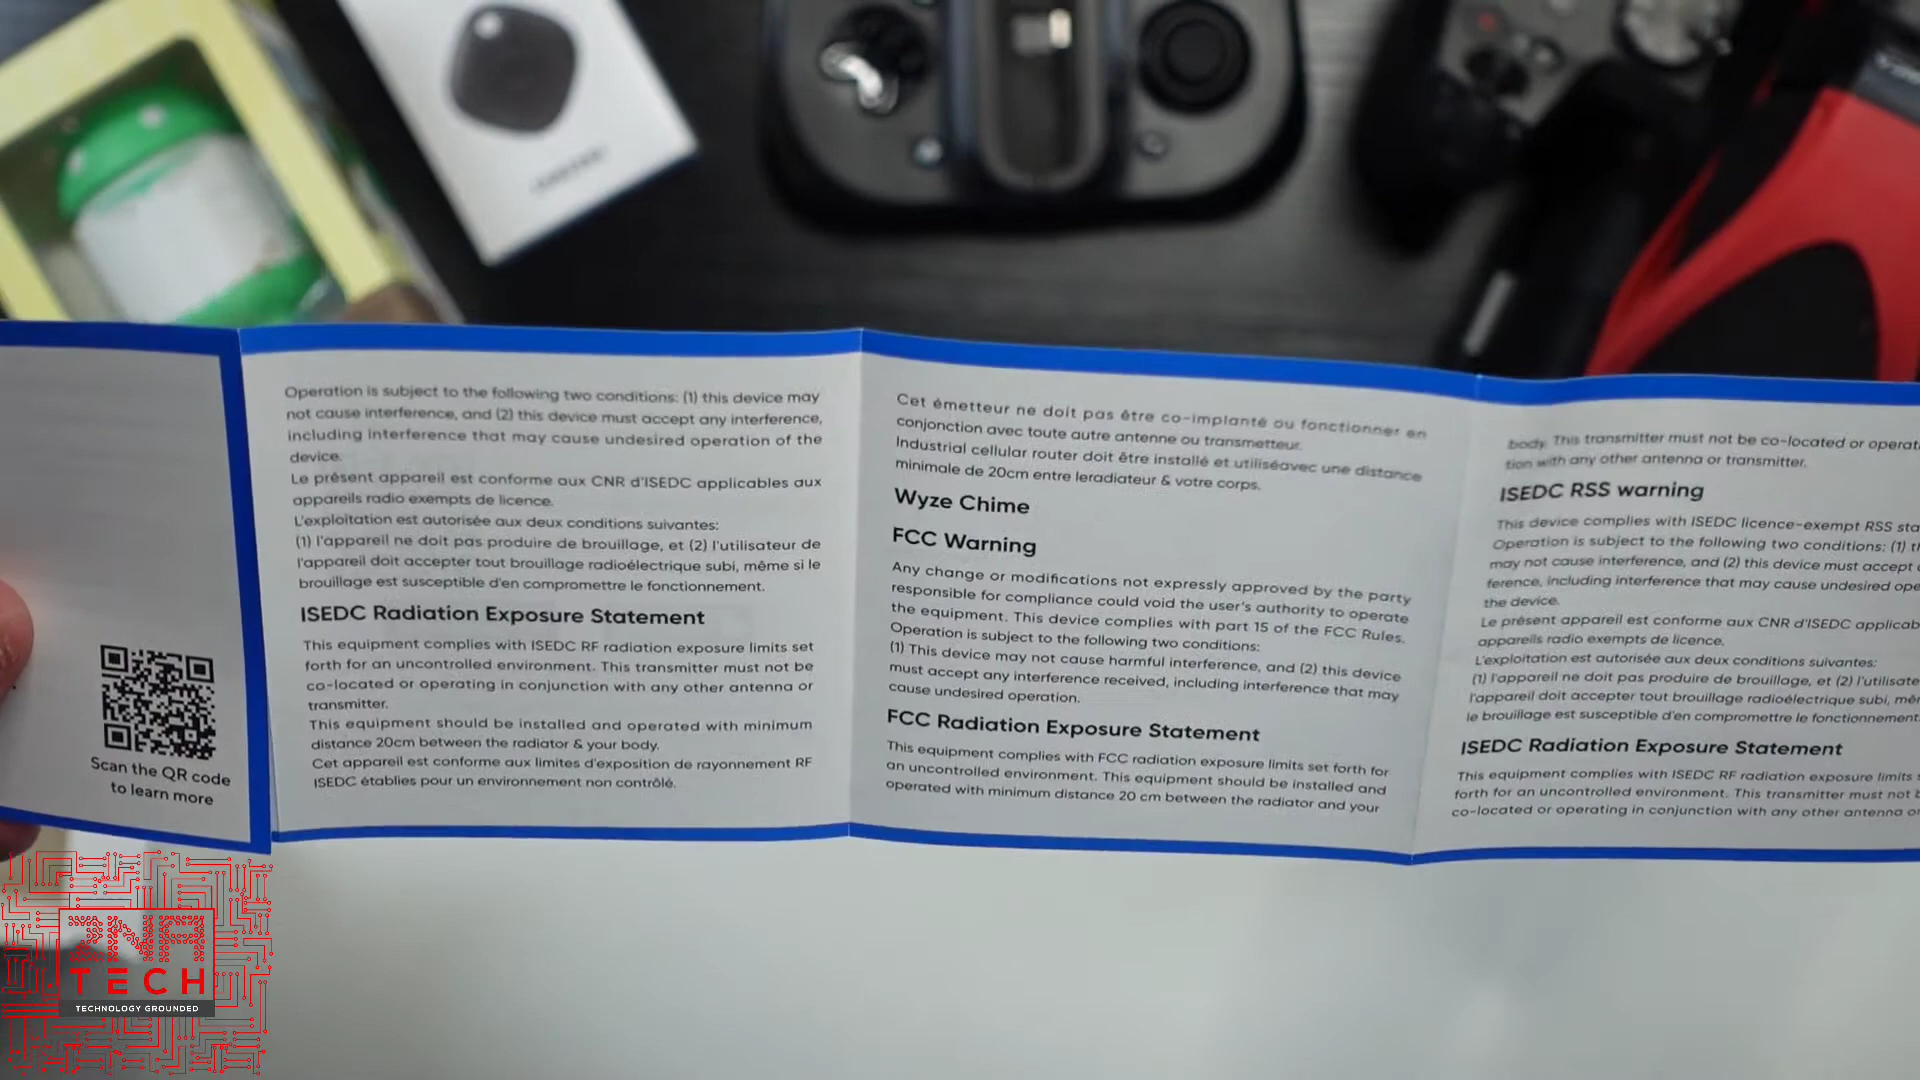 Operation is subject to the following two conditions: (1) this device may
not cause interference, and (2) this device must accept any interference,
including interference that may cause undesired operation of the
device.
Le présent appareil est conforme aux CNR d'ISEDC applicables aux
appareils radio exempts de licence.
L'exploitation est autorisée aux deux conditions suivantes:
(1) l'appareil ne doit pas produire de brouillage, et (2) l'utilisateur de
l'appareil doit accepter tout brouillage radioélectrique subi, même si le
brouillage est susceptible d'en compromettre le fonctionnement.
ISEDC Radiation Exposure Statement
This equipment complies with ISEDC RF radiation exposure limits set
forth for an uncontrolled environment. This transmitter must not be
co-located or operating in conjunction with any other antenna or
transmitter.
This equipment should be installed and operated with minimum
distance 20cm between the radiator & your body.
Cet appareil est conforme aux limites d'exposition de rayonnement RF
ISEDC établies pour un environnement non contrôlé.
Scan the QR code
to learn more
Cet émetteur ne doit pas être co-implanté ou fonctionner en
conjonction avec toute autre antenne ou transmetteur.
Industrial cellular router doit être installé et utiliséavec une distance
minimale de 20cm entre leradiateur & votre corps.
Wyze Chime
FCC Warning
Any change or modifications not expressly approved by the party
responsible for compliance could void the user's authority to operate
the equipment. This device complies with part 15 of the FCC Rules.
Operation is subject to the following two conditions:
(1) This device may not cause harmful interference, and (2) this device
must accept any interference received, including interference that may
cause undesired operation.
FCC Radiation Exposure Statement
This equipment complies with FCC radiation exposure limits set forth for
an uncontrolled environment. This equipment should be installed and
operated with minimum distance 20 cm between the radiator and your
body. This transmitter must not be co-located or operat
tion with any other antenna or transmitter.
ISEDC RSS warning
This device complies with ISEDC licence-exempt RSS sta
Operation is subject to the following two conditions: (1) th
may not cause interference, and (2) this device must accept
ference, including interference that may cause undesired ope
the device.
Le présent appareil est conforme aux CNR d'ISEDC applicab
appareils radio exempts de licence.
L'exploitation est autorisée aux deux conditions suivantes:
(1) l'appareil ne doit pas produire de brouillage, et (2) l'utilisate
l'appareil doit accepter tout brouillage radioélectrique subi, mêm
le brouillage est susceptible d'en compromettre le fonctionnement.
ISEDC Radiation Exposure Statement
This equipment complies with ISEDC RF radiation exposure limits s
forth for an uncontrolled environment. This transmitter must not b
co-located or operating in conjunction with any other antenna o
TECH
TECHNOLOGY GROUNDED